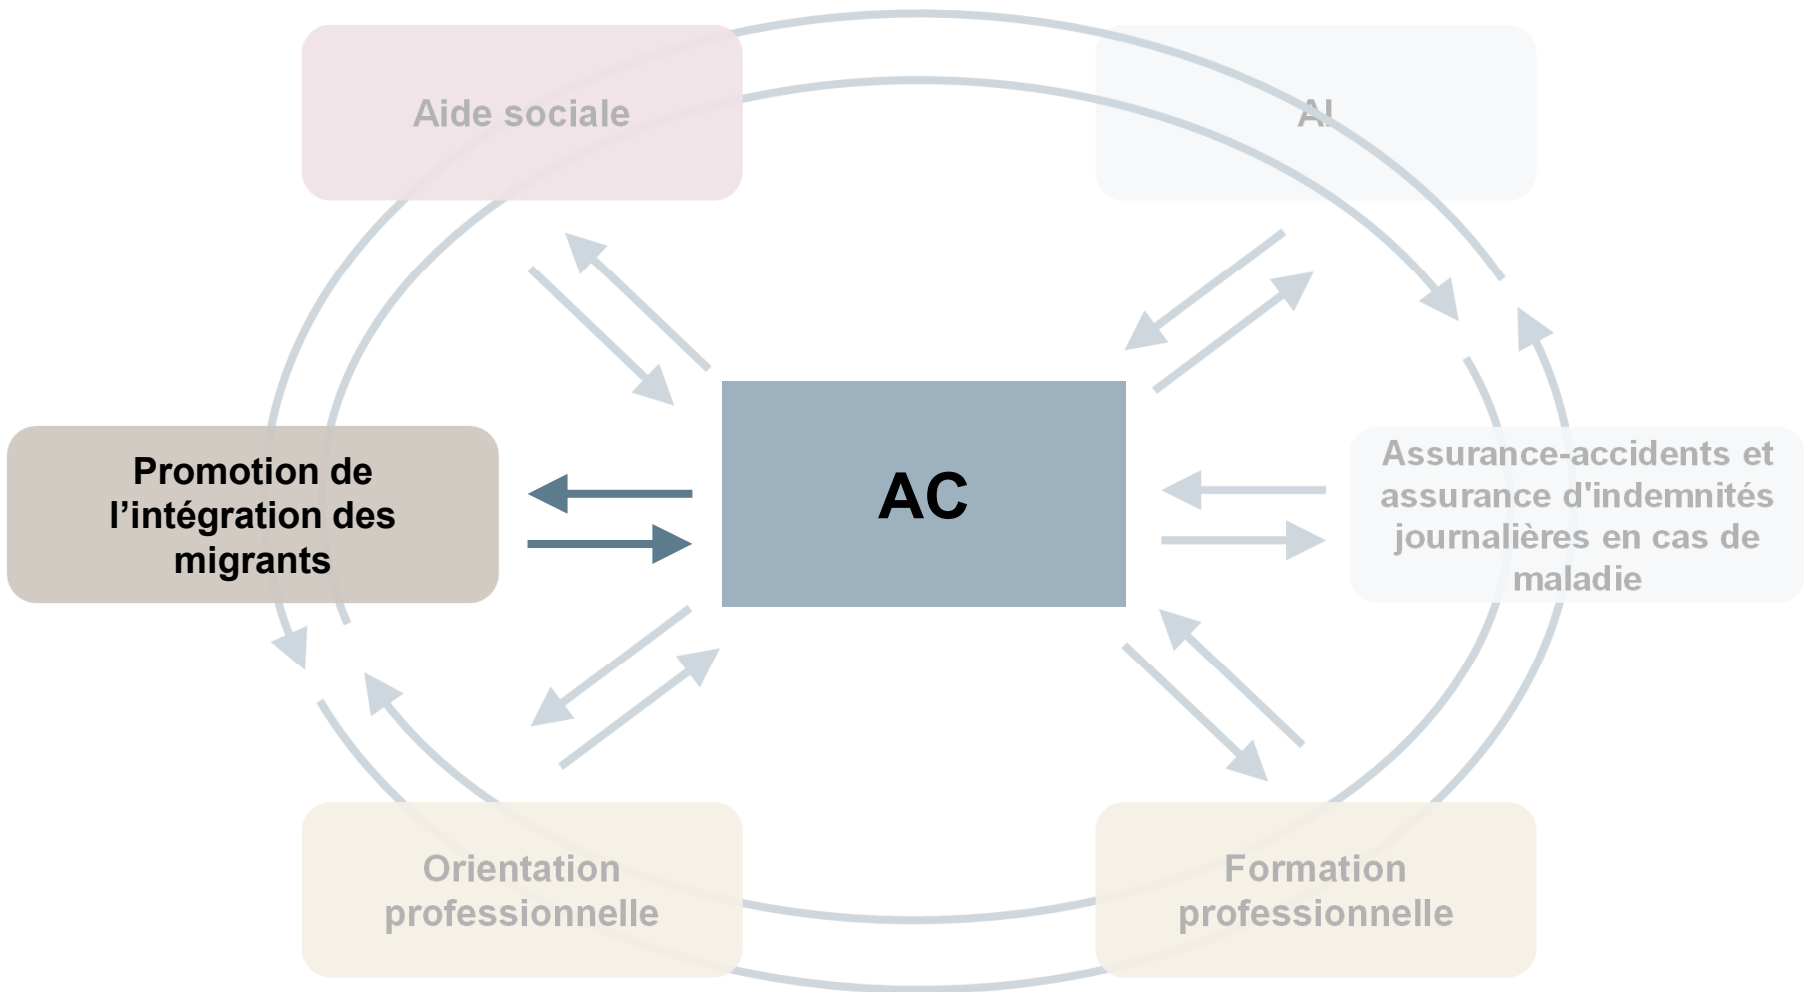 Aide sociale
AI
Promotion de
l’intégration des
migrants
AC
Assurance-accidents et
assurance d'indemnités
journalières en cas de
maladie
Orientation
professionnelle
Formation
professionnelle